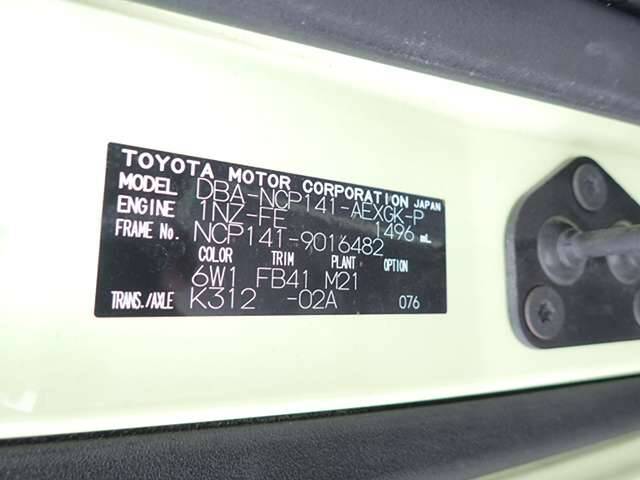 TOYOTA MOTOR CORPORATION JAPAN
MODEL DBA-NCP141-AEXGK-P
ENGINE 1NZ-FE 1496 mL
FRAME No. NCP141-9016482
COLOR TRIM PLANT OPTION
6W1 FB41 M21
TRANS./AXLE K312 -02A 076